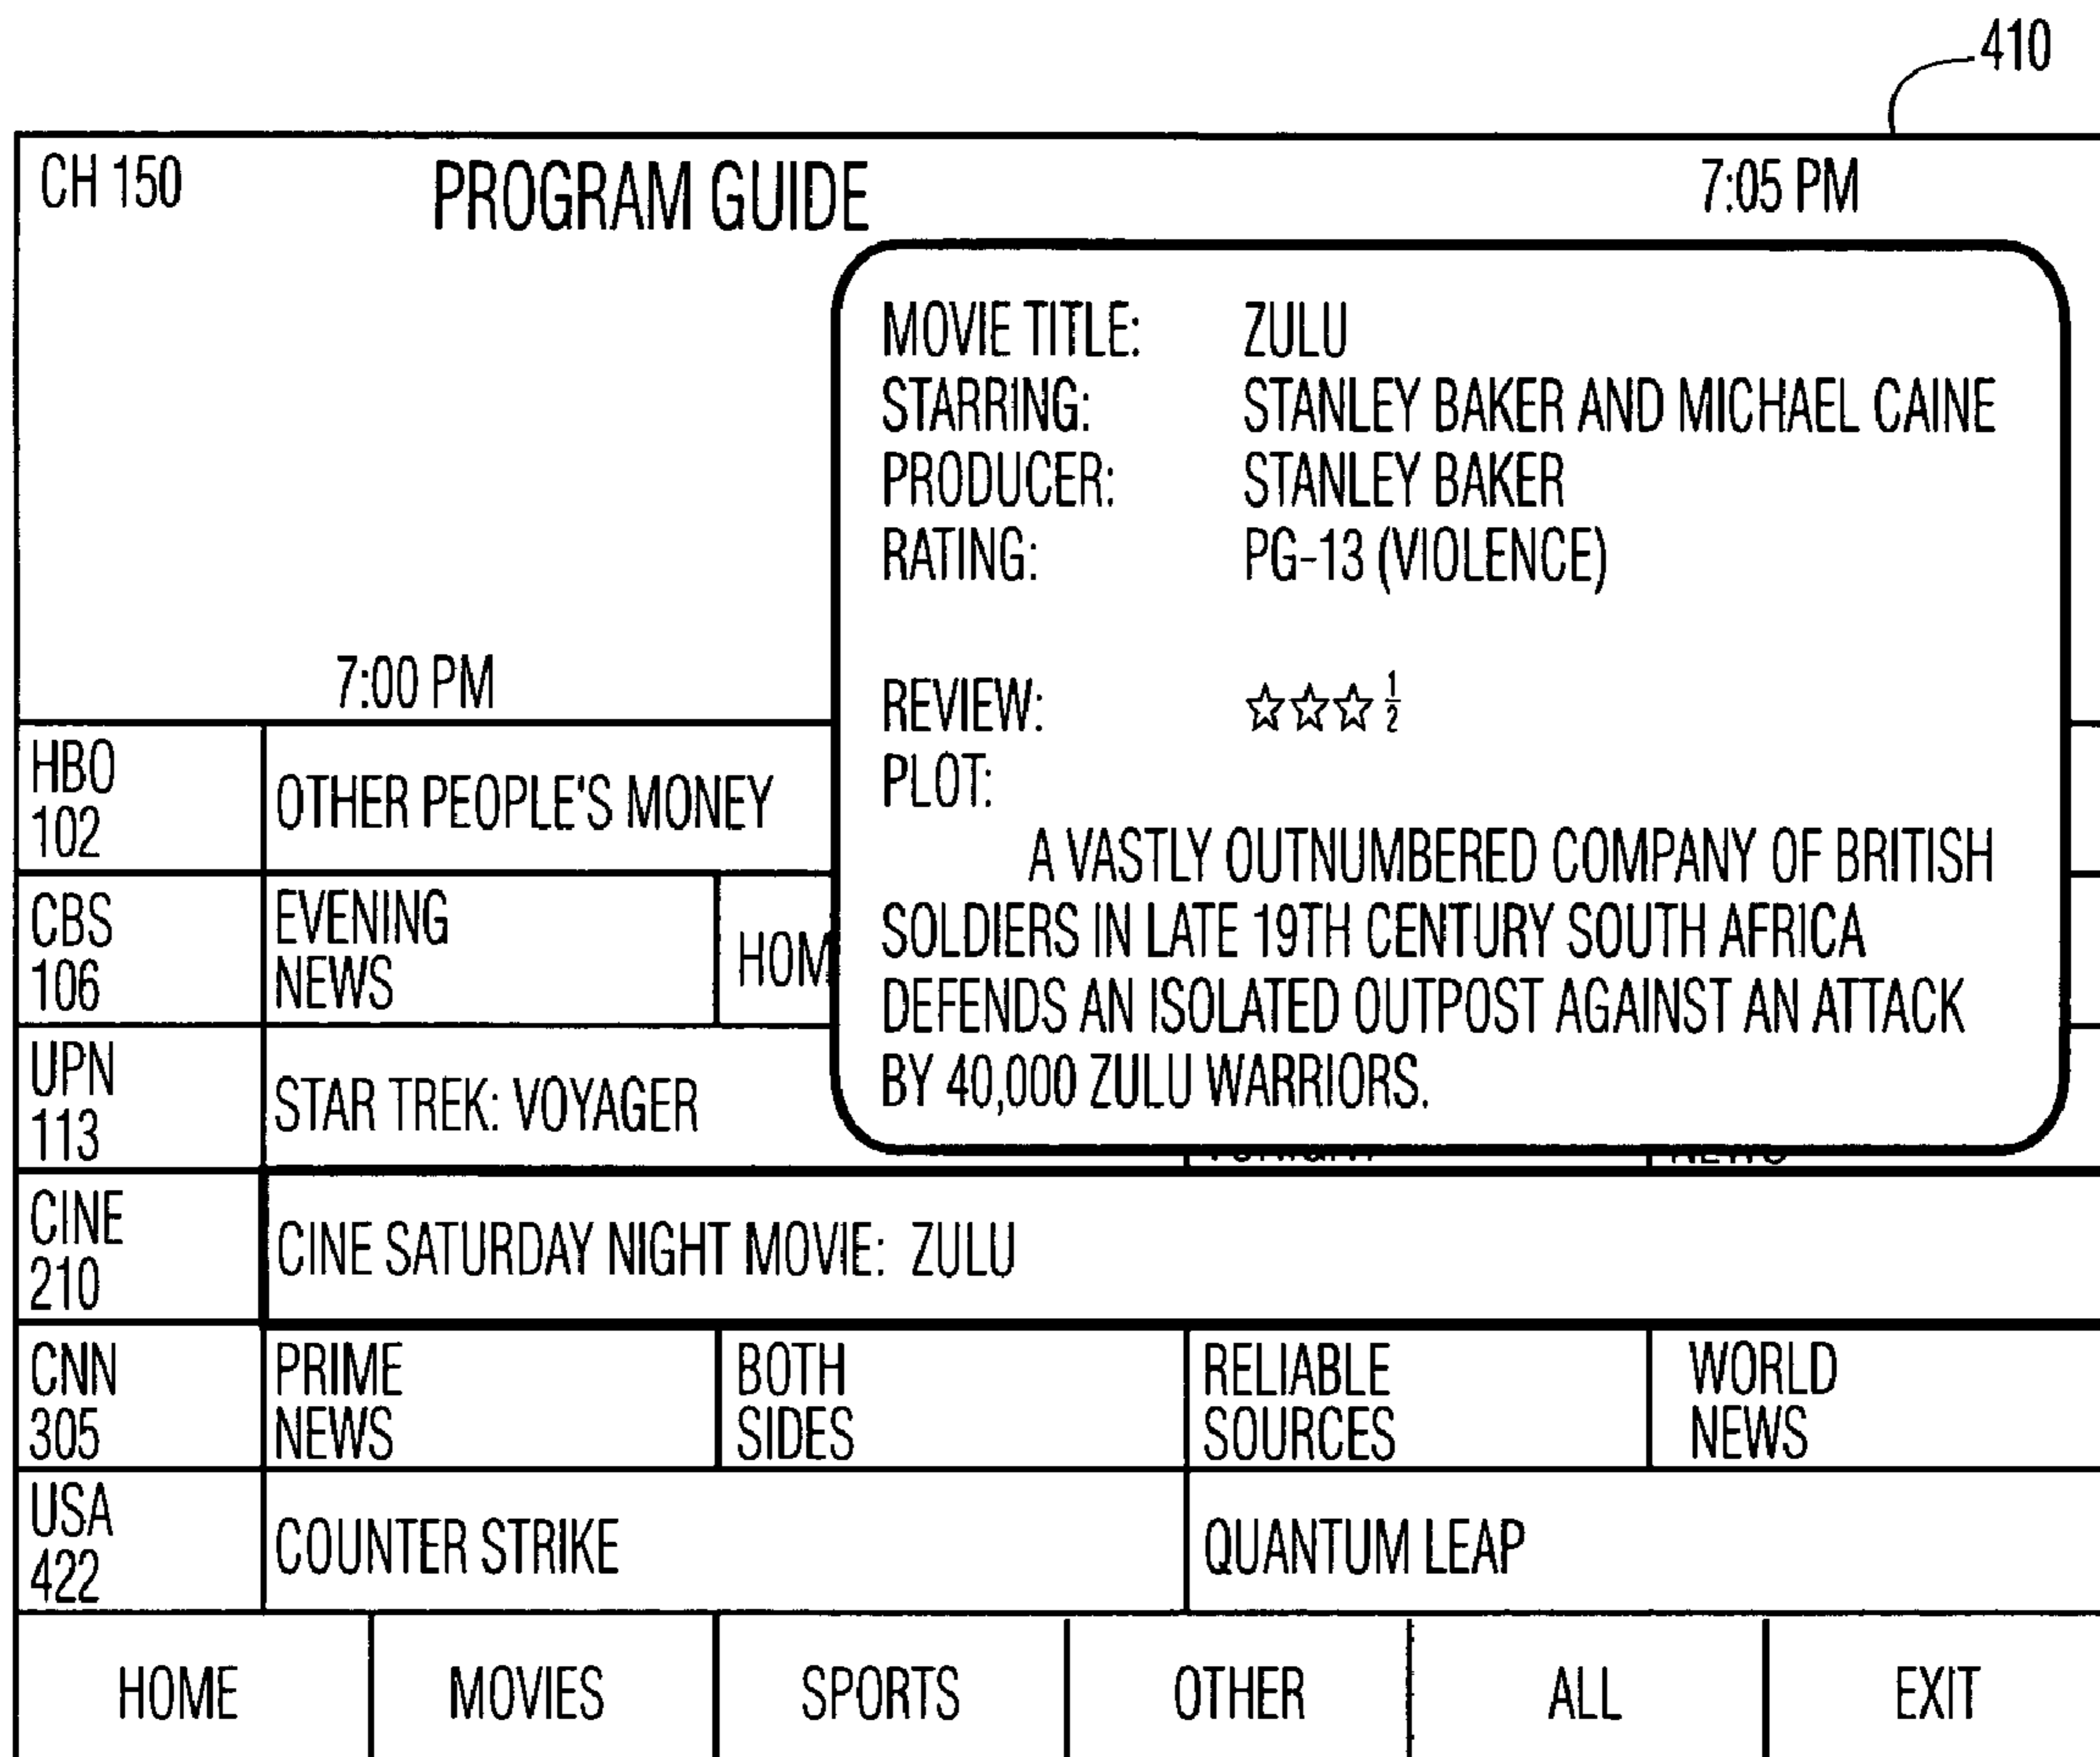 410
CH 150 PROGRAM GUIDE 7:05 PM
MOVIE TITLE: ZULU
STARRING: STANLEY BAKER AND MICHAEL CAINE
PRODUCER: STANLEY BAKER
RATING: PG-13 (VIOLENCE)
REVIEW: ☆☆☆ 1/2
PLOT:
A VASTLY OUTNUMBERED COMPANY OF BRITISH
SOLDIERS IN LATE 19TH CENTURY SOUTH AFRICA
DEFENDS AN ISOLATED OUTPOST AGAINST AN ATTACK
BY 40,000 ZULU WARRIORS.
7:00 PM
HBO
102
OTHER PEOPLE'S MONEY
CBS
106
EVENING
NEWS
HOM
UPN
113
STAR TREK: VOYAGER
CINE
210
CINE SATURDAY NIGHT MOVIE: ZULU
CNN
305
PRIME
NEWS
BOTH
SIDES
RELIABLE
SOURCES
WORLD
NEWS
USA
422
COUNTER STRIKE
QUANTUM LEAP
HOME MOVIES SPORTS OTHER ALL EXIT